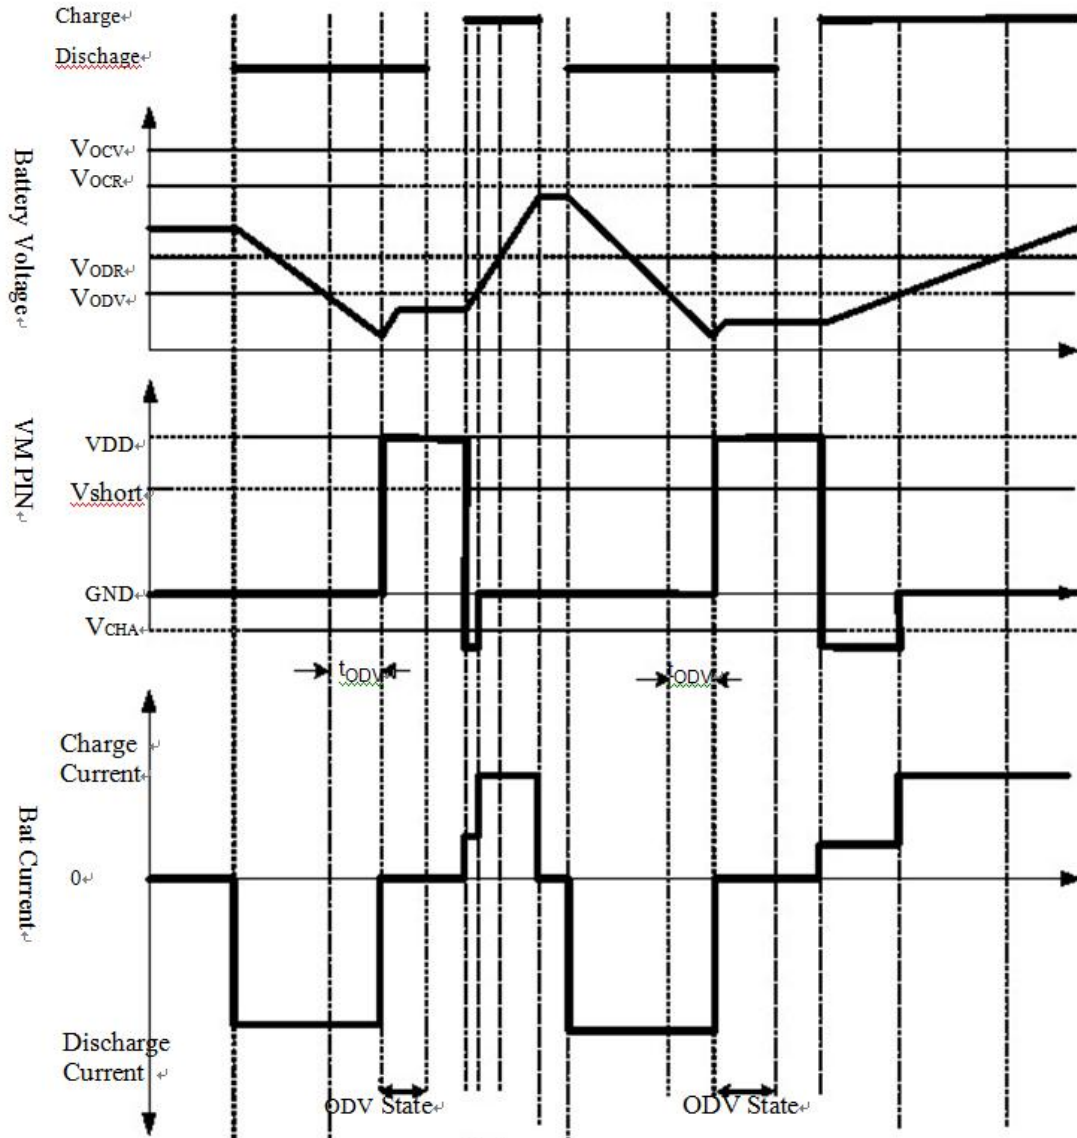 Charge↵
Dischage↵
Battery Voltage↵
VOCV↵
VOCR↵
VODR↵
VODV↵
VM PIN↵
VDD↵
Vshort↵
GND↵
VCHA↵
tODV↵
tODV↵
Bat Current↵
Charge ↵
Current↵
0↵
Discharge
Current ↵
ODV State↵
ODV State↵